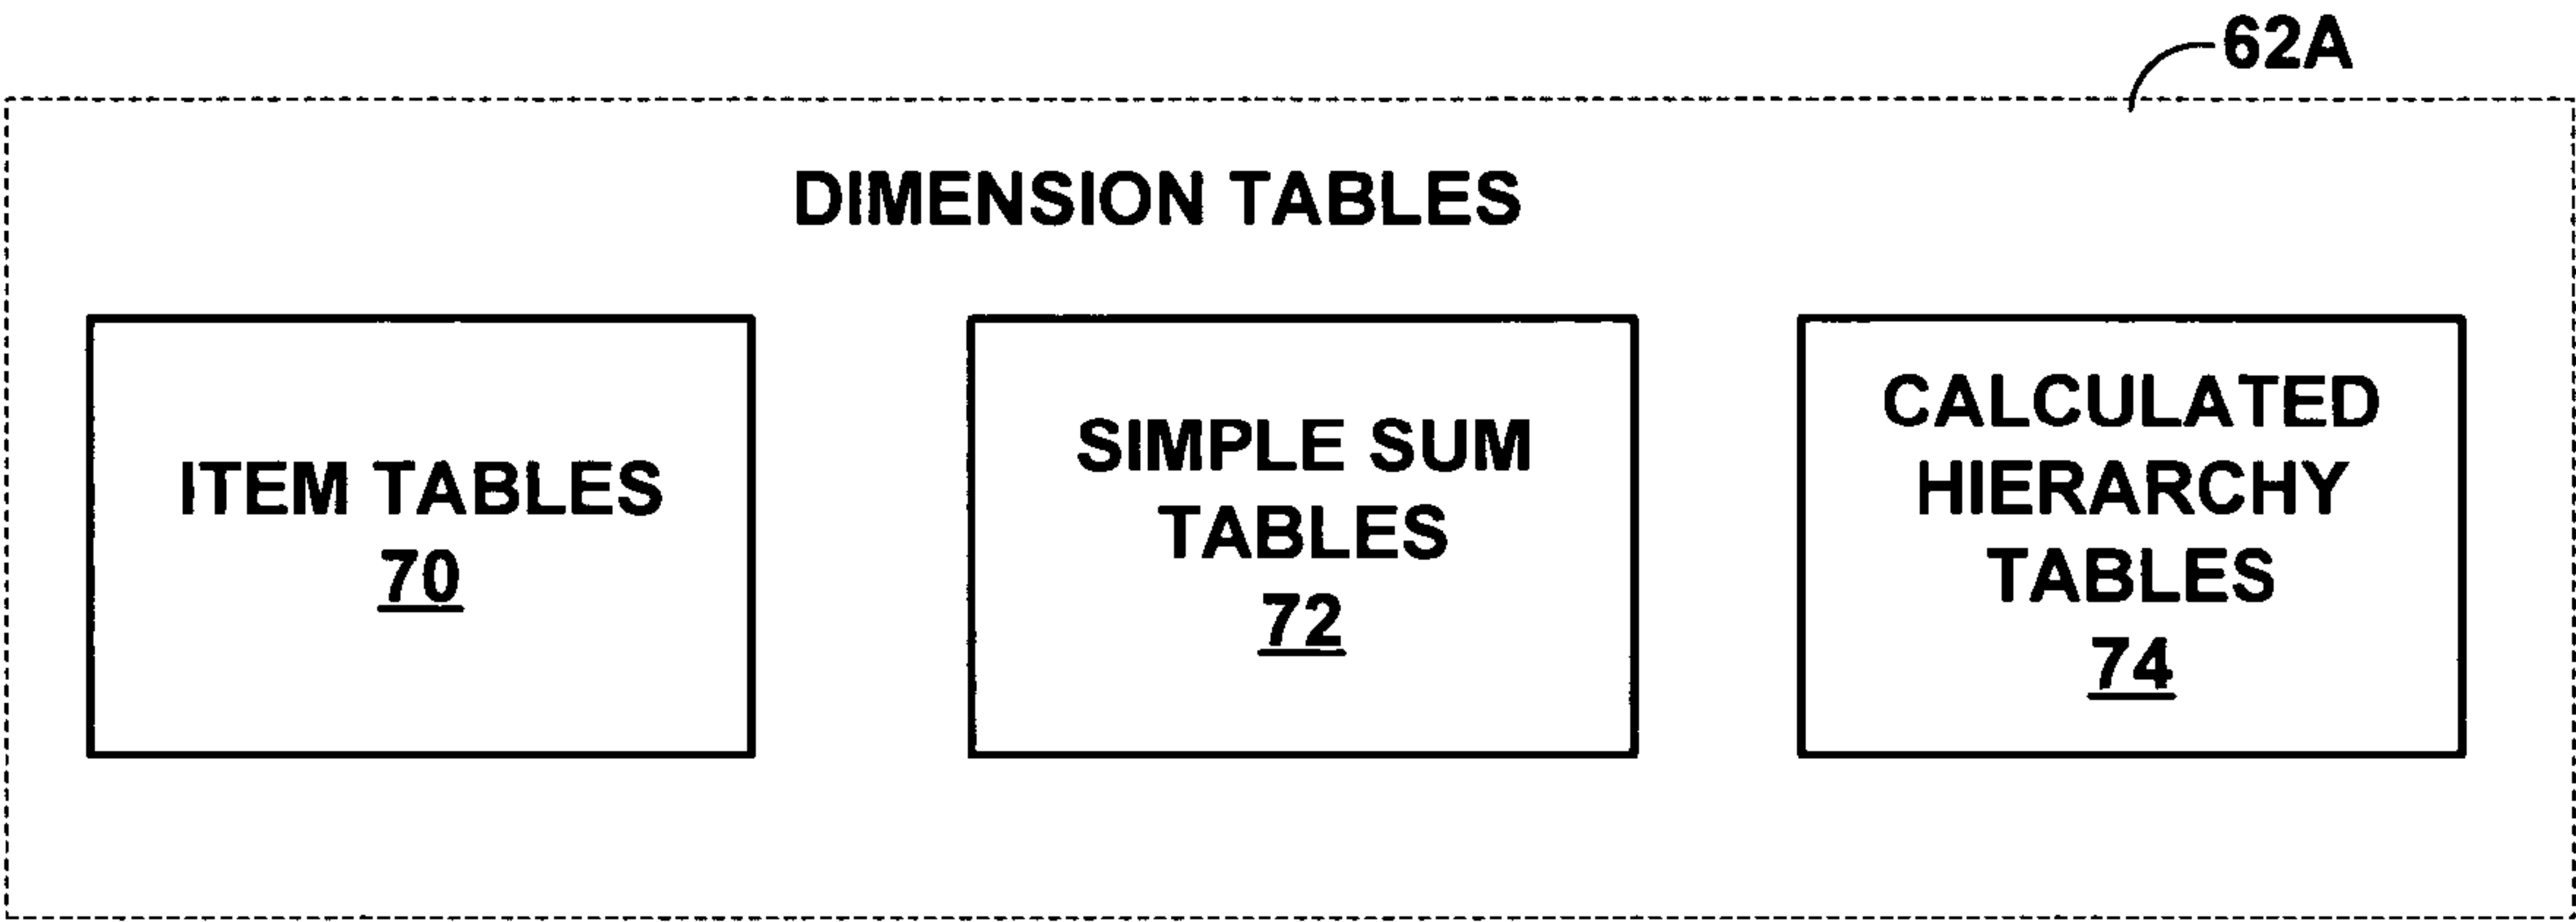 62A
DIMENSION TABLES
ITEM TABLES
70
SIMPLE SUM
TABLES
72
CALCULATED
HIERARCHY
TABLES
74